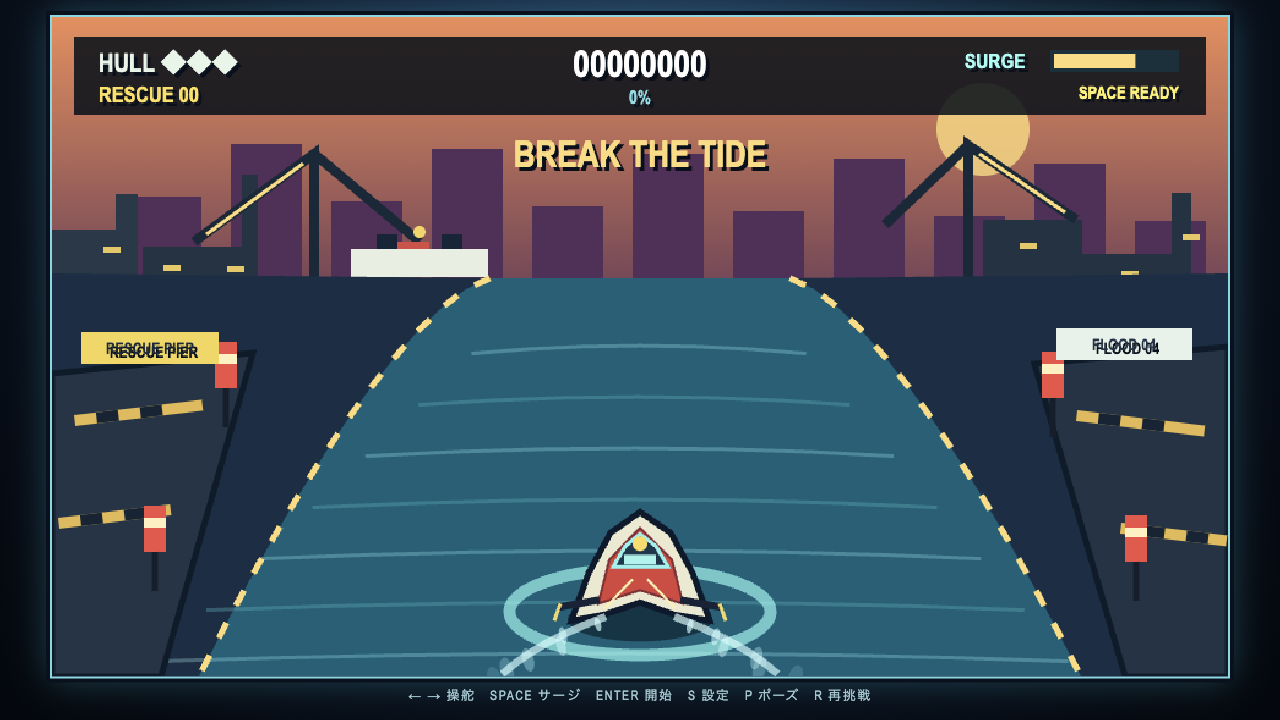 HULL
00000000
SURGE
RESCUE 00
0%
SPACE READY
BREAK THE TIDE
RESCUE PIER
FLOOD 04
← → 操舵 SPACE サージ ENTER 開始 S 設定 P ポーズ R 再挑戦